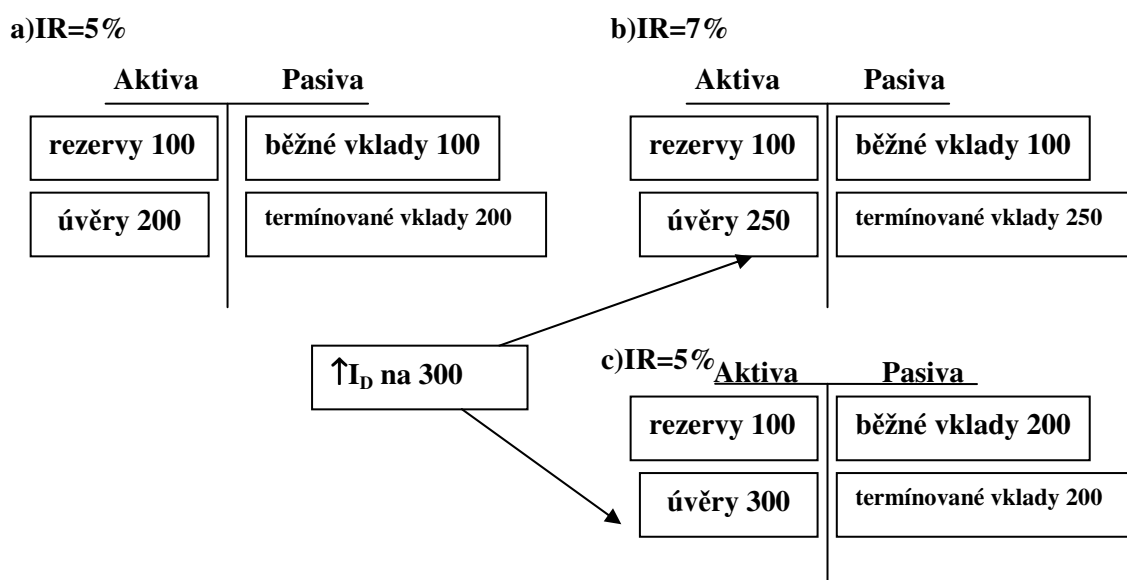 a)IR=5%
Aktiva Pasiva
rezervy 100 běžné vklady 100
úvěry 200 termínované vklady 200
b)IR=7%
Aktiva Pasiva
rezervy 100 běžné vklady 100
úvěry 250 termínované vklady 250
↑I_D na 300
c)IR=5%
Aktiva Pasiva
rezervy 100 běžné vklady 200
úvěry 300 termínované vklady 200